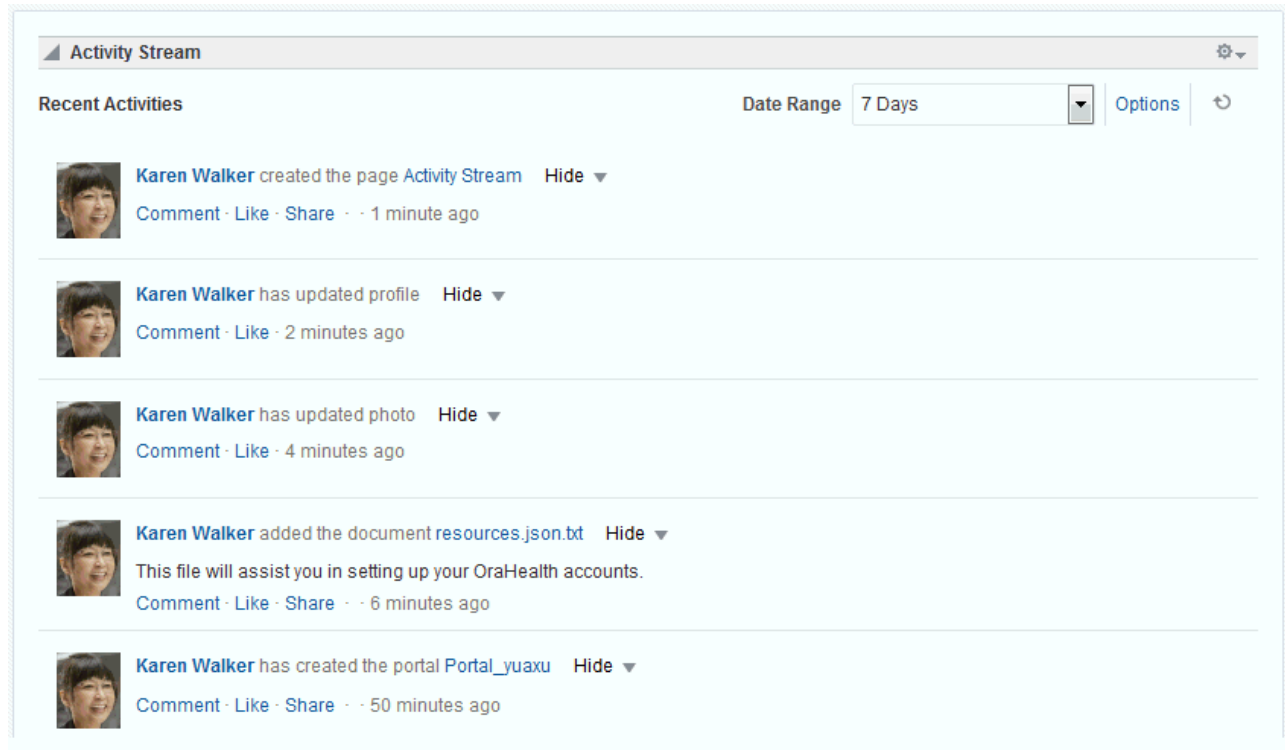 Activity Stream
Recent Activities Date Range 7 Days Options
Karen Walker created the page Activity Stream Hide
Comment · Like · Share · · 1 minute ago
Karen Walker has updated profile Hide
Comment · Like · 2 minutes ago
Karen Walker has updated photo Hide
Comment · Like · 4 minutes ago
Karen Walker added the document resources.json.txt Hide
This file will assist you in setting up your OraHealth accounts.
Comment · Like · Share · · 6 minutes ago
Karen Walker has created the portal Portal_yuaxu Hide
Comment · Like · Share · · 50 minutes ago